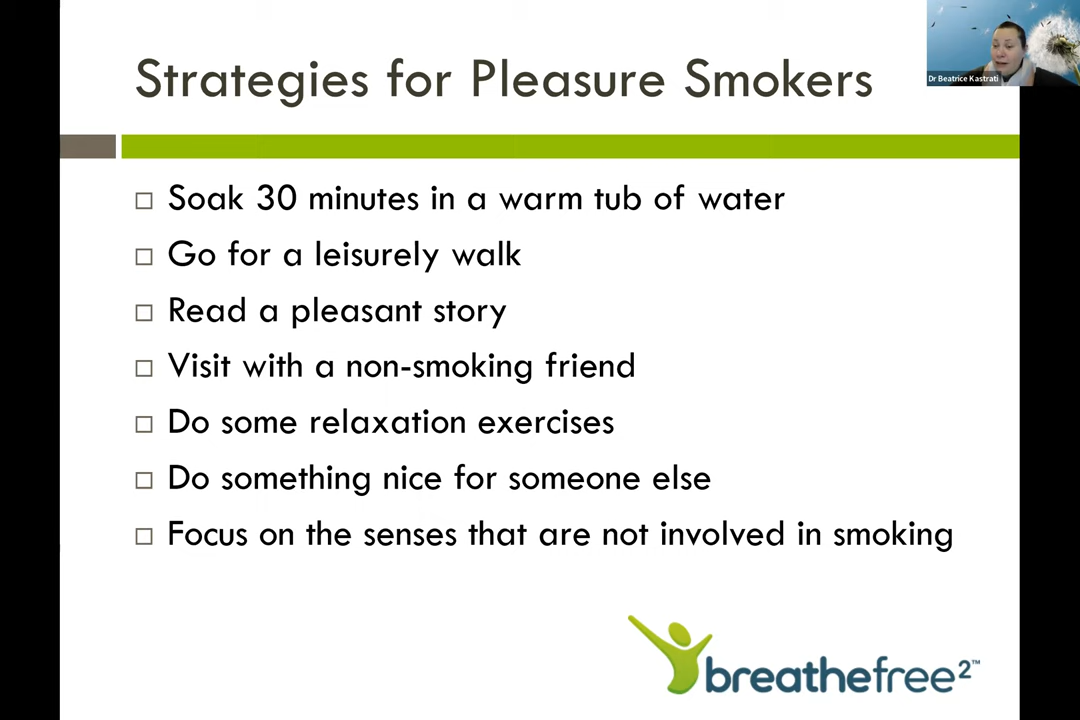 Strategies for Pleasure Smokers
Dr Beatrice Kastrati
Soak 30 minutes in a warm tub of water
Go for a leisurely walk
Read a pleasant story
Visit with a non-smoking friend
Do some relaxation exercises
Do something nice for someone else
Focus on the senses that are not involved in smoking
breathefree2™